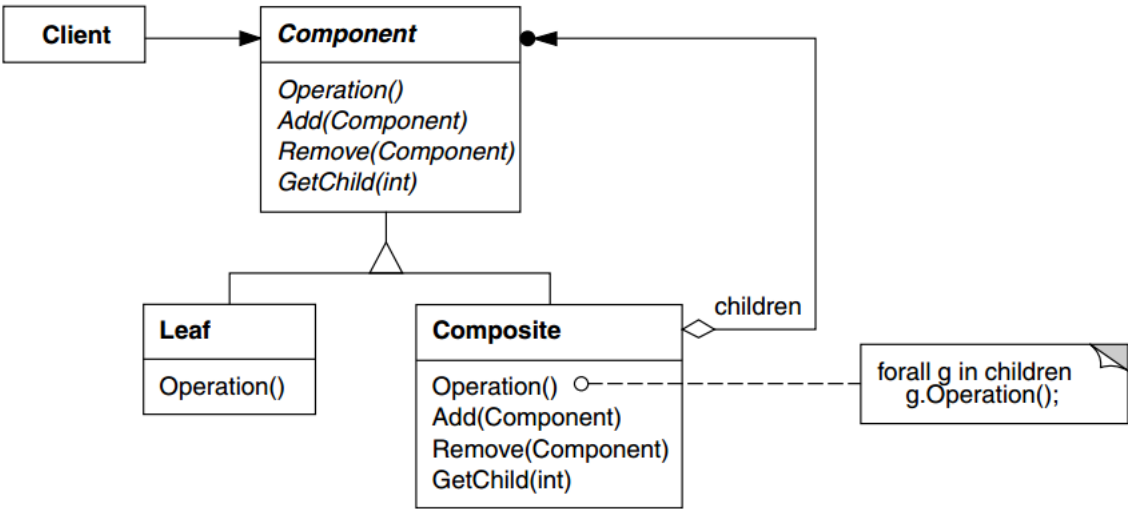 Client
Component
Operation()
Add(Component)
Remove(Component)
GetChild(int)
children
Leaf
Operation()
Composite
Operation()
Add(Component)
Remove(Component)
GetChild(int)
forall g in children
g.Operation();